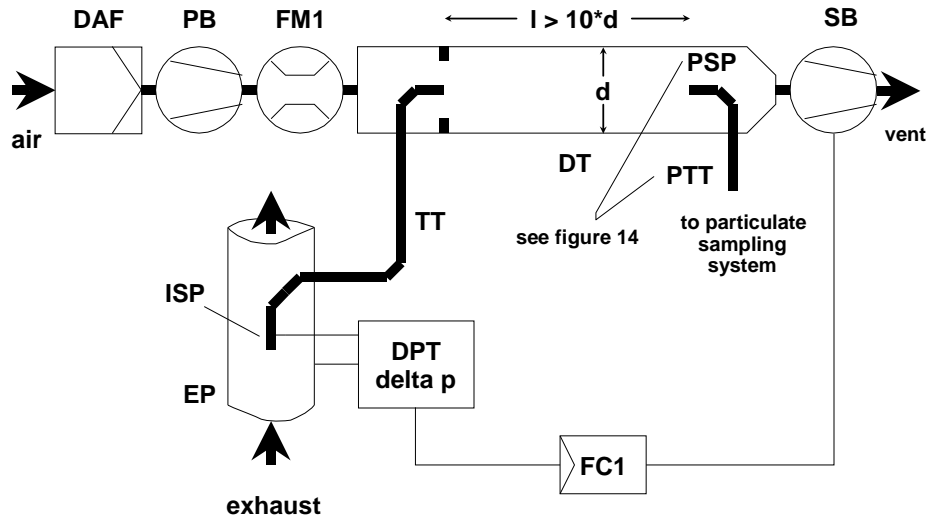 DAF
PB
FM1
l > 10*d
SB
d
PSP
air
vent
DT
PTT
TT
see figure 14
to particulate
sampling
system
ISP
DPT
delta p
EP
FC1
exhaust